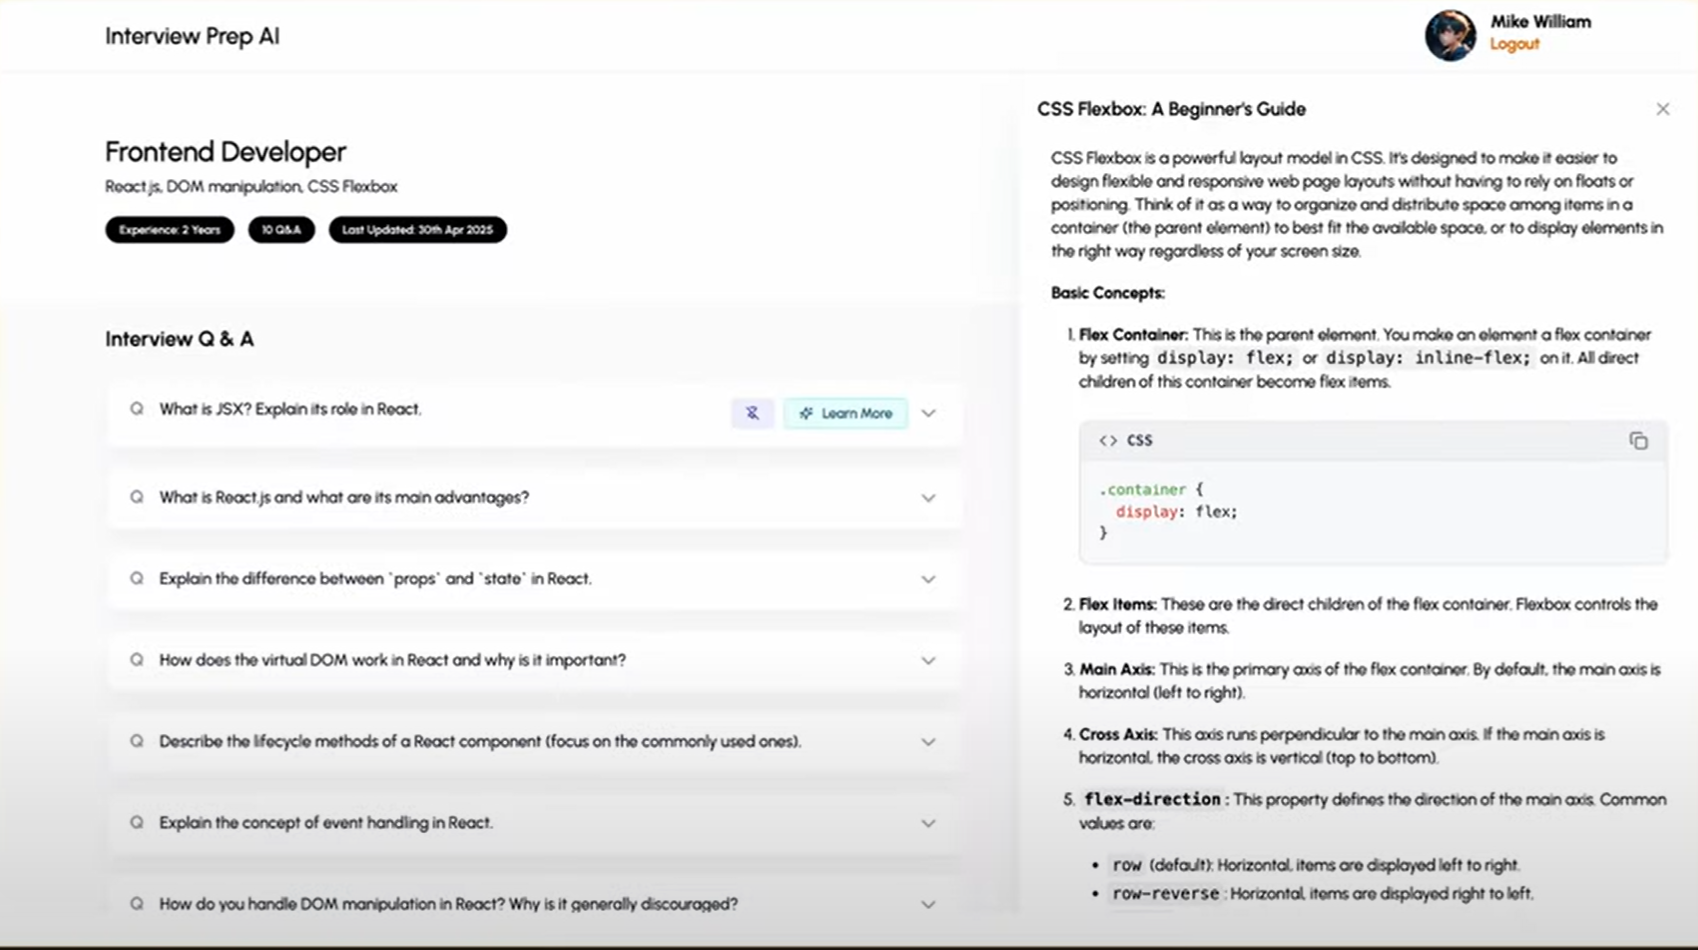 Interview Prep AI
Mike William
Logout
Frontend Developer
React.js, DOM manipulation, CSS Flexbox
Experience: 2 Years
10 Q&A
Last Updated: 30th Apr 2025
Interview Q & A
Q What is JSX? Explain its role in React.
Learn More
Q What is React.js and what are its main advantages?
Q Explain the difference between `props` and `state` in React.
Q How does the virtual DOM work in React and why is it important?
Q Describe the lifecycle methods of a React component (focus on the commonly used ones).
Q Explain the concept of event handling in React.
Q How do you handle DOM manipulation in React? Why is it generally discouraged?
CSS Flexbox: A Beginner's Guide
CSS Flexbox is a powerful layout model in CSS. It's designed to make it easier to
design flexible and responsive web page layouts without having to rely on floats or
positioning. Think of it as a way to organize and distribute space among items in a
container (the parent element) to best fit the available space, or to display elements in
the right way regardless of your screen size.
Basic Concepts:
1. Flex Container: This is the parent element. You make an element a flex container
by setting display: flex; or display: inline-flex; on it. All direct
children of this container become flex items.
<> CSS
.container {
display: flex;
}
2. Flex Items: These are the direct children of the flex container. Flexbox controls the
layout of these items.
3. Main Axis: This is the primary axis of the flex container. By default, the main axis is
horizontal (left to right).
4. Cross Axis: This axis runs perpendicular to the main axis. If the main axis is
horizontal, the cross axis is vertical (top to bottom).
5. flex-direction : This property defines the direction of the main axis. Common
values are:
• row (default): Horizontal, items are displayed left to right.
• row-reverse : Horizontal, items are displayed right to left.